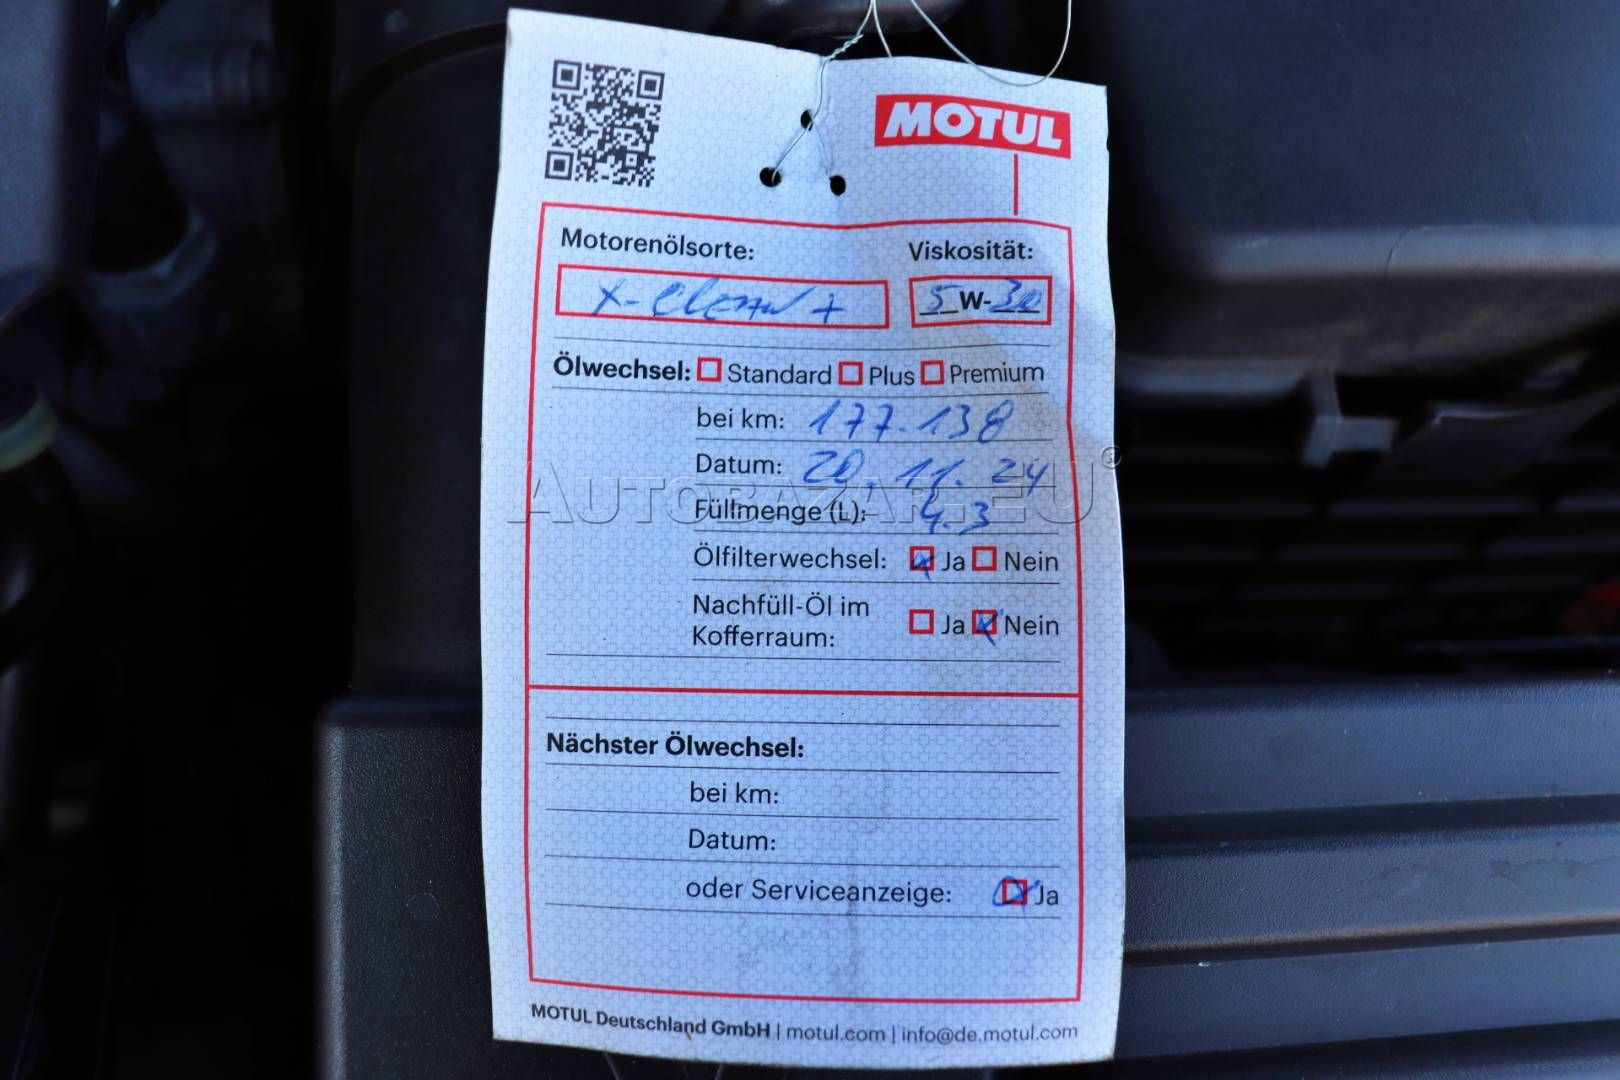 MOTUL
Motorenölsorte: Viskosität:
X-Clean + 5W-30
Ölwechsel: Standard Plus Premium
bei km: 177.138
Datum: 20.11.24
AUTOBAZAR.EU®
Füllmenge (L): 4.3
Ölfilterwechsel: Ja Nein
Nachfüll-Öl im
Kofferraum: Ja Nein
Nächster Ölwechsel:
bei km:
Datum:
oder Serviceanzeige: Ja
MOTUL Deutschland GmbH | motul.com | info@de.motul.com